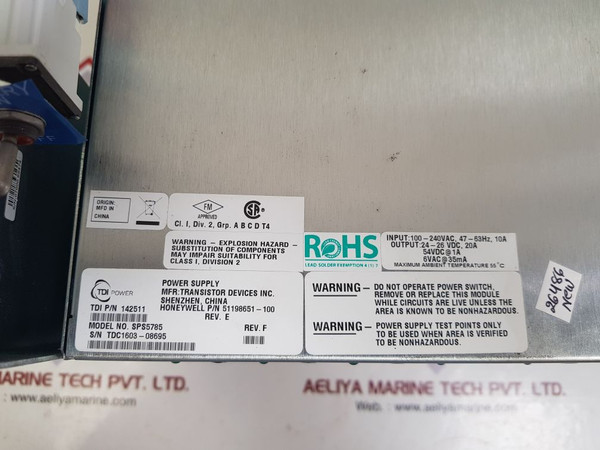 ORIGIN:
MFD IN
CHINA
FM
APPROVED
Cl. I, Div. 2, Grp. A B C D T4
WARNING – EXPLOSION HAZARD –
SUBSTITUTION OF COMPONENTS
MAY IMPAIR SUITABILITY FOR
CLASS I, DIVISION 2
RoHS
LEAD SOLDER EXEMPTION
INPUT:100-240VAC, 47-63Hz, 10A
OUTPUT: 24-26 VDC, 20A
54VDC@1A
6VAC@35mA
MAXIMUM AMBIENT TEMPERATURE 55°C
TDI POWER
TDI P/N 142511
POWER SUPPLY
MFR:TRANSISTOR DEVICES INC.
SHENZHEN, CHINA
HONEYWELL P/N 51198651-100
REV. E
MODEL NO. SPS5785
REV. F
S/N TDC1603-08695
WARNING – DO NOT OPERATE POWER SWITCH,
REMOVE OR REPLACE THIS MODULE
WHILE CIRCUITS ARE LIVE UNLESS THE
AREA IS KNOWN TO BE NONHAZARDOUS.
WARNING – POWER SUPPLY TEST POINTS ONLY
TO BE USED WHEN AREA IS VERIFIED
TO BE NONHAZARDOUS.
26486
NEW
MARINE TECH PVT. LTD.
www.aeliyamarine.com
AELIYA MARINE TECH PVT. LTD.
Web. : www.aeliyamarine.com